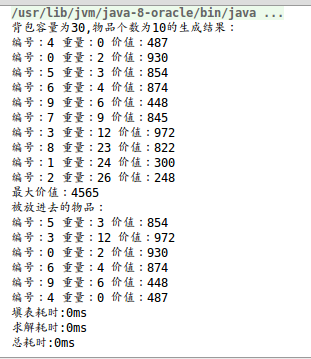 /usr/lib/jvm/java-8-oracle/bin/java ...
背包容量为30,物品个数为10的生成结果：
编号：4 重量：0 价值：487
编号：0 重量：2 价值：930
编号：5 重量：3 价值：854
编号：6 重量：4 价值：874
编号：9 重量：6 价值：448
编号：7 重量：9 价值：845
编号：3 重量：12 价值：972
编号：8 重量：23 价值：822
编号：1 重量：24 价值：300
编号：2 重量：26 价值：248
最大价值：4565
被放进去的物品：
编号：5 重量：3 价值：854
编号：3 重量：12 价值：972
编号：0 重量：2 价值：930
编号：6 重量：4 价值：874
编号：9 重量：6 价值：448
编号：4 重量：0 价值：487
填表耗时:0ms
求解耗时:0ms
总耗时:0ms